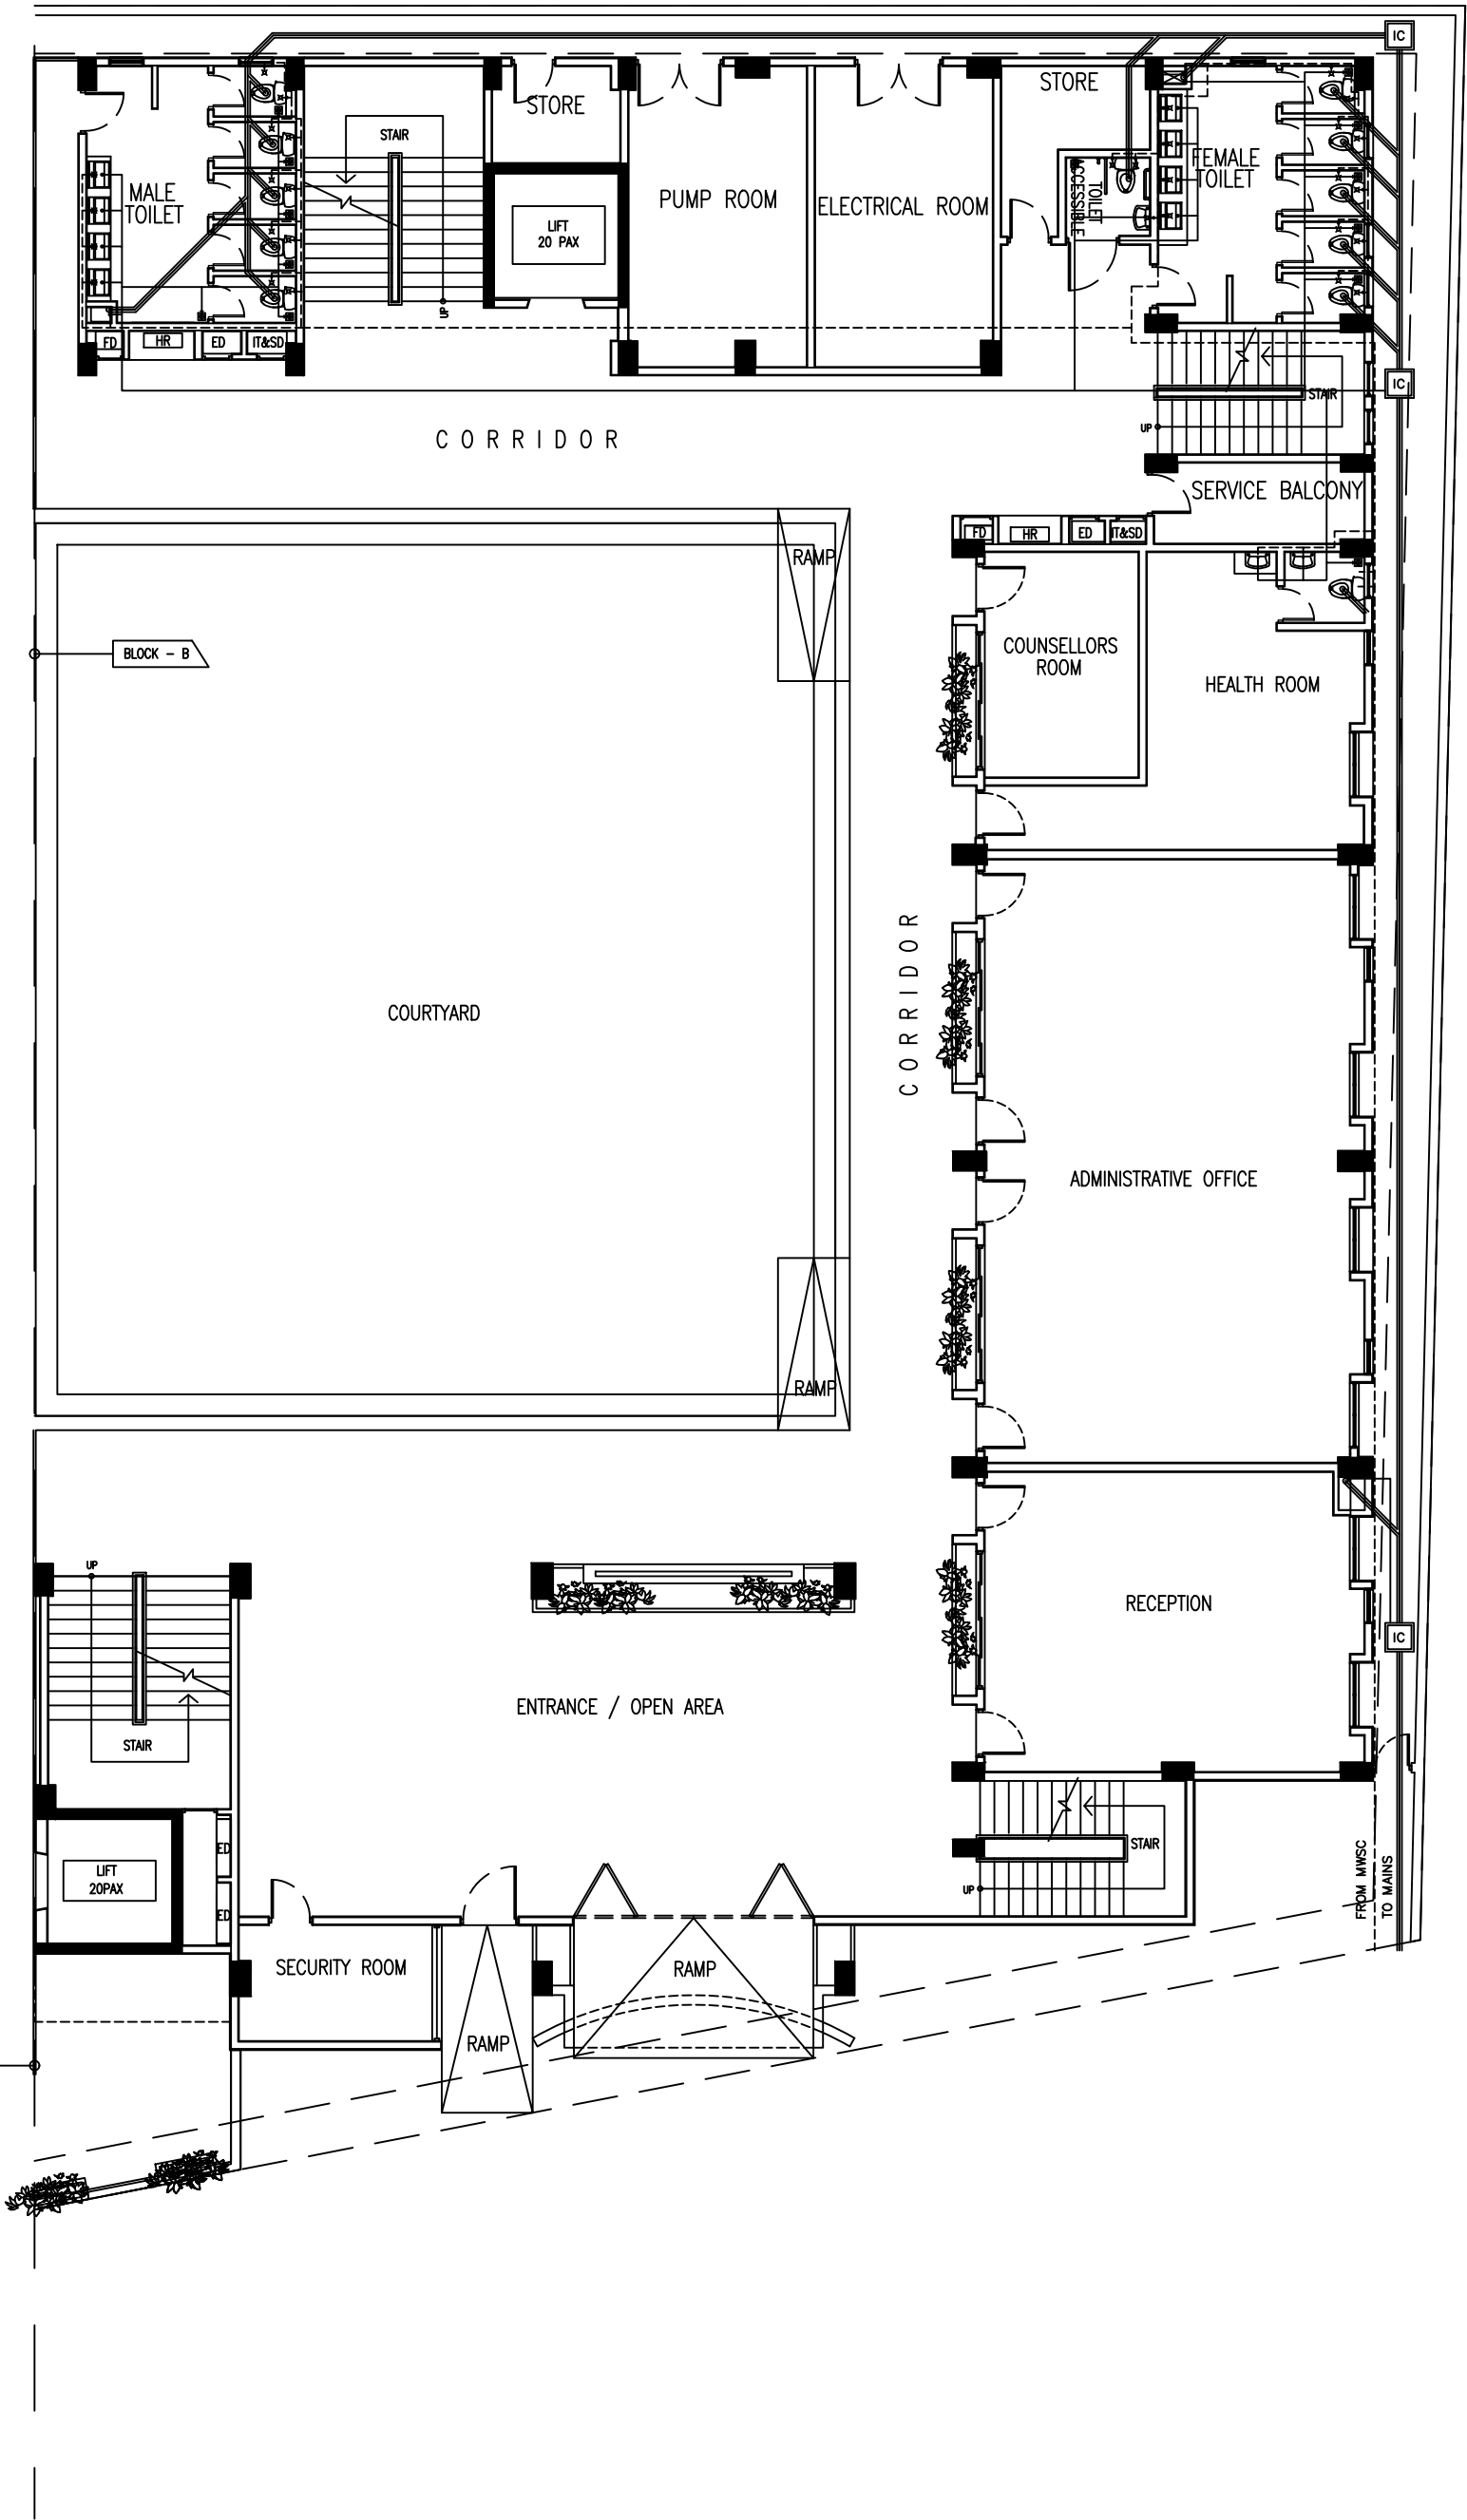 IC
STORE
STORE
STAIR
MALE
TOILET
FEMALE
TOILET
ACCESSIBLE
TOILET
PUMP ROOM
ELECTRICAL ROOM
LIFT
20 PAX
UP
FD
HR
ED
IT&SD
IC
STAIR
UP
C O R R I D O R
SERVICE BALCONY
FD
HR
ED
IT&SD
RAMP
BLOCK - B
COUNSELLORS
ROOM
HEALTH ROOM
C O R R I D O R
COURTYARD
ADMINISTRATIVE OFFICE
RAMP
UP
RECEPTION
IC
ENTRANCE / OPEN AREA
STAIR
STAIR
UP
ED
LIFT
20PAX
ED
FROM MWSC
TO MAINS
SECURITY ROOM
RAMP
RAMP